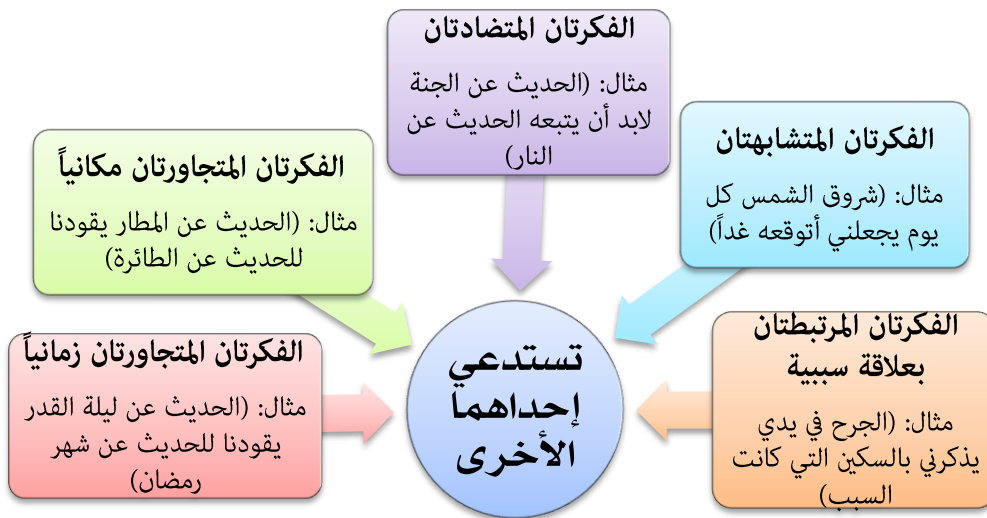 الفكرتان المتضادتان
مثال: (الحديث عن الجنة
لابد أن يتبعه الحديث عن
النار)
الفكرتان المتشابهتان
مثال: (شروق الشمس كل
يوم يجعلني أتوقعه غداً)
الفكرتان المرتبطتان
بعلاقة سببية
مثال: (الجرح في يدي
يذكرني بالسكين التي كانت
السبب)
الفكرتان المتجاورتان مكانياً
مثال: (الحديث عن المطار يقودنا
للحديث عن الطائرة)
الفكرتان المتجاورتان زمانياً
مثال: (الحديث عن ليلة القدر
يقودنا للحديث عن شهر
رمضان)
تستدعي
إحداهما
الأخرى